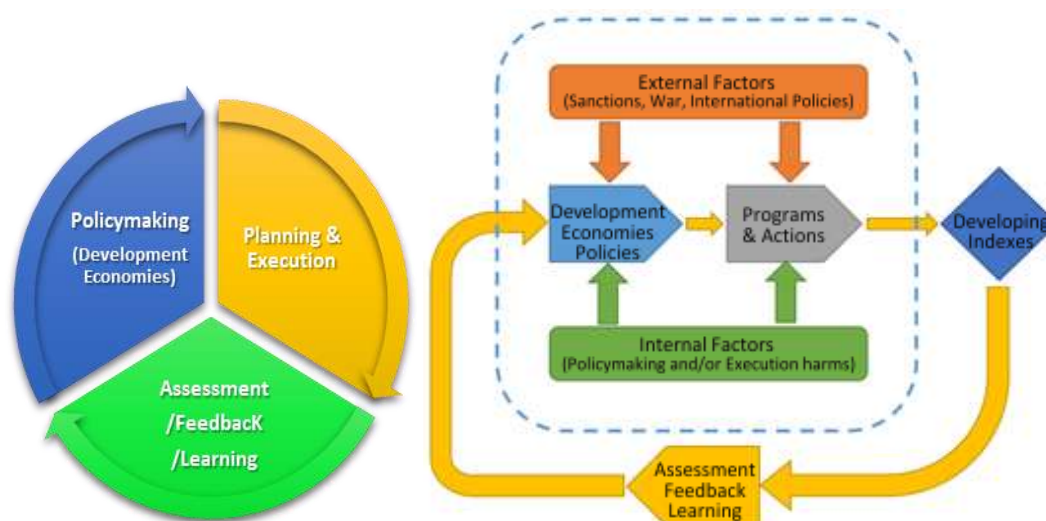 Policymaking
(Development
Economies)
Planning &
Execution
Assessment
/FeedbacK
/Learning
External Factors
(Sanctions, War, International Policies)
Development
Economies
Policies
Programs
& Actions
Developing
Indexes
Internal Factors
(Policymaking and/or Execution harms)
Assessment
Feedback
Learning